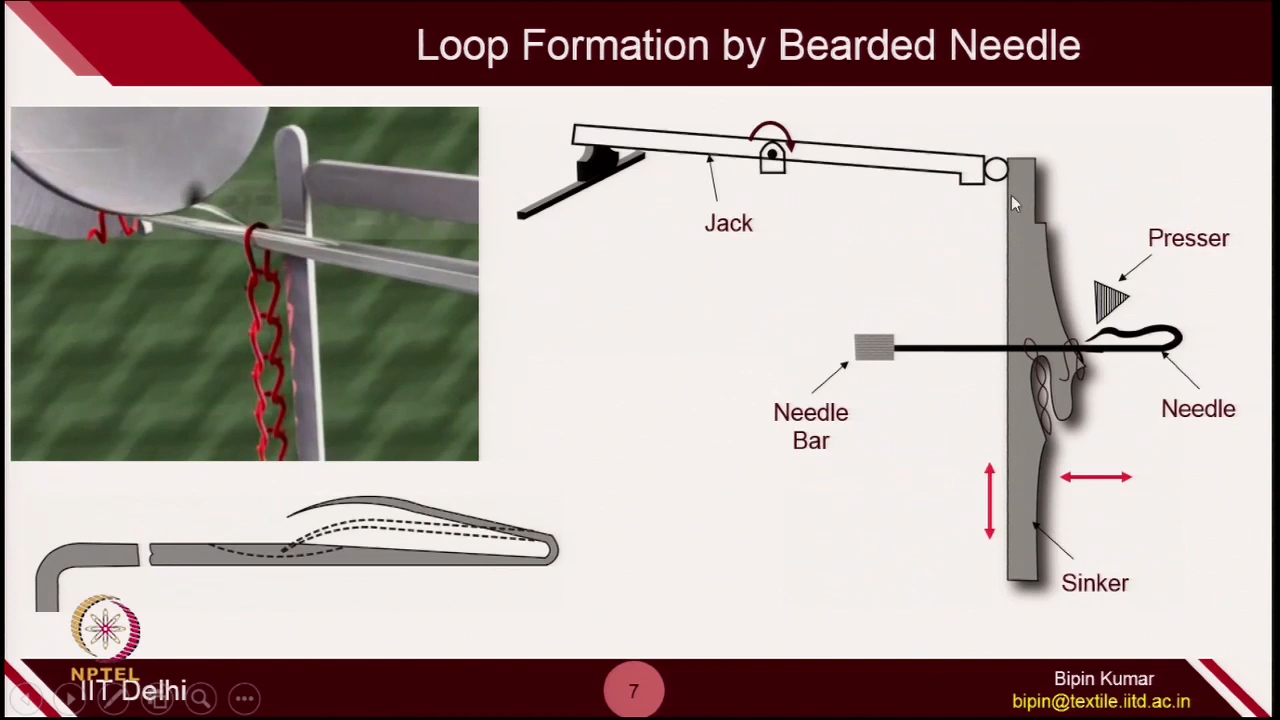 Loop Formation by Bearded Needle
Jack
Presser
Needle
Bar
Needle
Sinker
NPTEL
IIT Delhi
7
Bipin Kumar
bipin@textile.iitd.ac.in